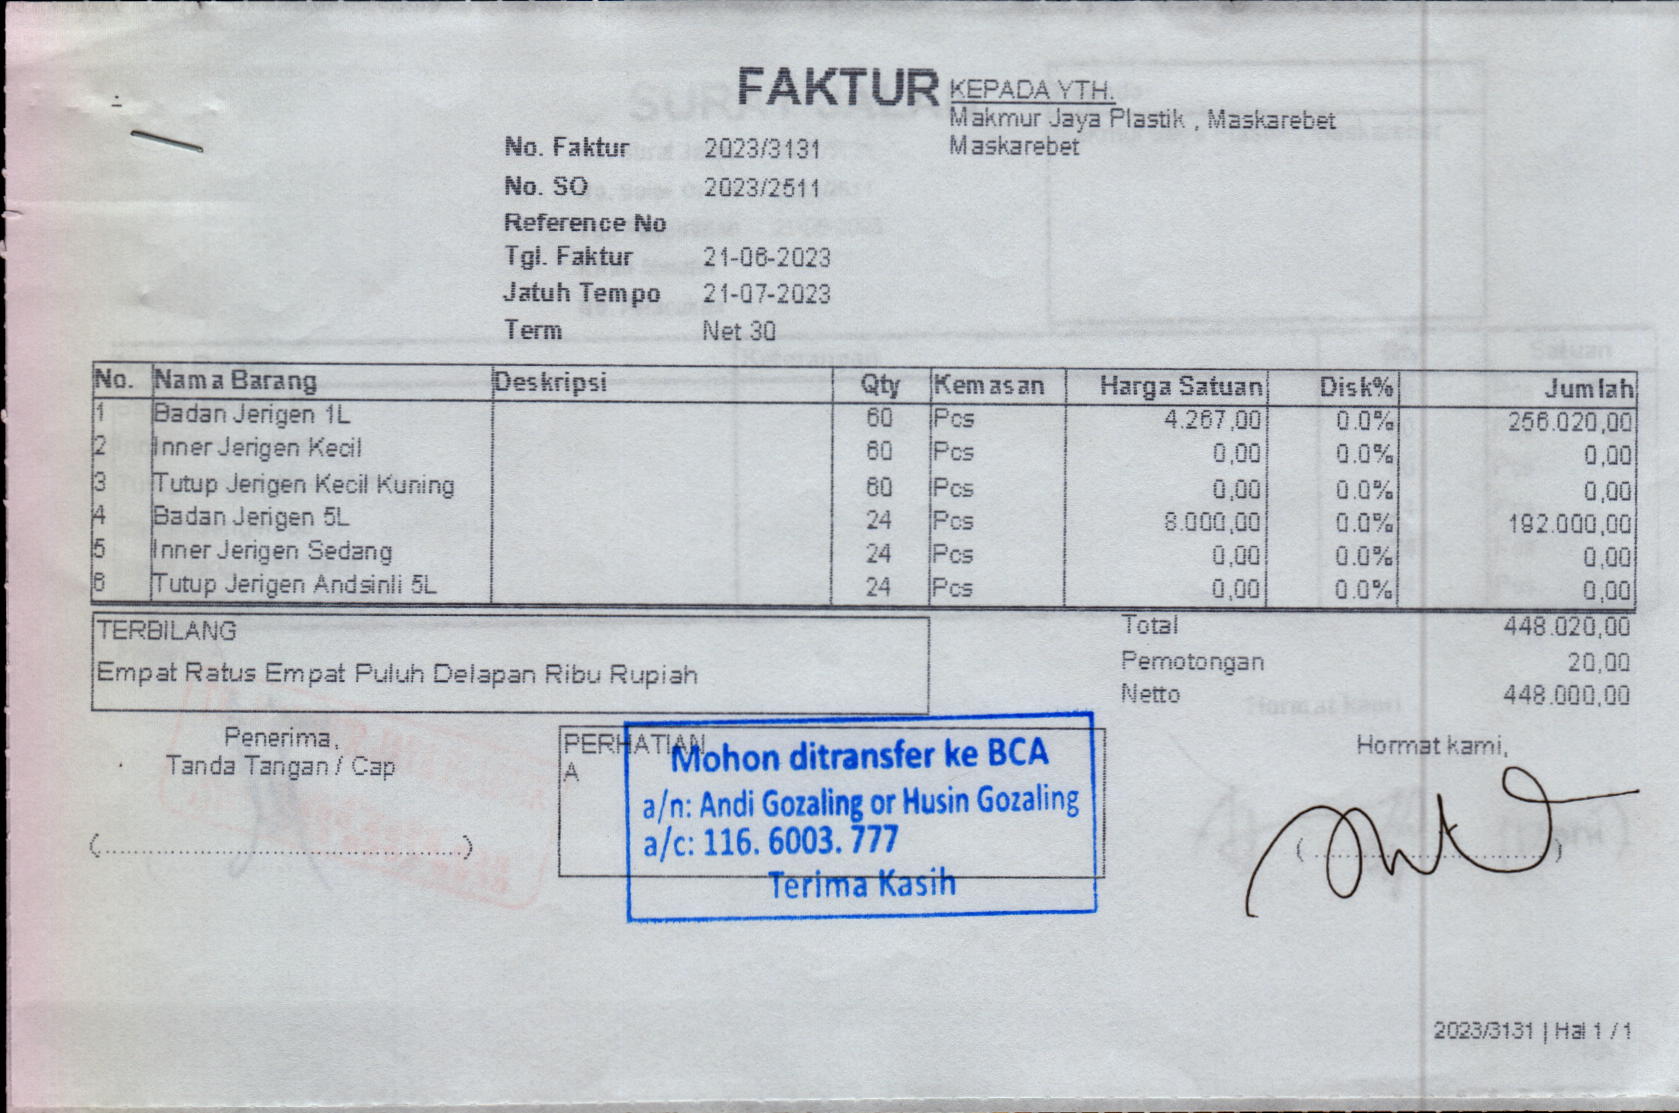 FAKTUR
KEPADA YTH.
Makmur Jaya Plastik , Maskarebet
Maskarebet
No. Faktur 2023/3131
No. SO 2023/2511
Reference No
Tgl. Faktur 21-06-2023
Jatuh Tempo 21-07-2023
Term Net 30
No. Nama Barang Deskripsi Qty Kemasan Harga Satuan Disk% Jumlah
1 Badan Jerigen 1L 60 Pcs 4.267,00 0.0% 256.020,00
2 Inner Jerigen Kecil 60 Pcs 0,00 0.0% 0,00
3 Tutup Jerigen Kecil Kuning 60 Pcs 0,00 0.0% 0,00
4 Badan Jerigen 5L 24 Pcs 8.000,00 0.0% 192.000,00
5 Inner Jerigen Sedang 24 Pcs 0,00 0.0% 0,00
6 Tutup Jerigen Andsinli 5L 24 Pcs 0,00 0.0% 0,00
TERBILANG
Empat Ratus Empat Puluh Delapan Ribu Rupiah
Total 448.020,00
Pemotongan 20,00
Netto 448.000,00
Penerima,
Tanda Tangan / Cap
(.............................................)
PERHATIAN
A
Mohon ditransfer ke BCA
a/n: Andi Gozaling or Husin Gozaling
a/c: 116. 6003. 777
Terima Kasih
Hormat kami,
(................................)
2023/3131 | Hal 1 / 1